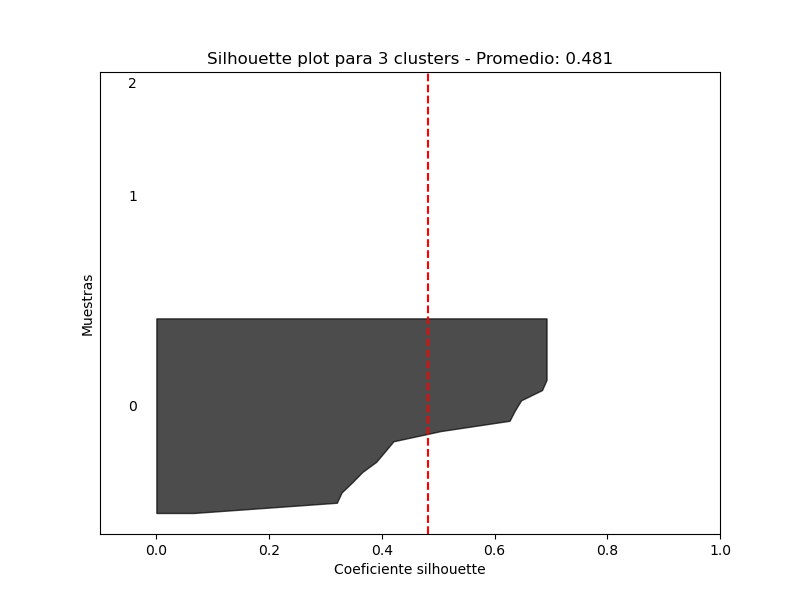 Silhouette plot para 3 clusters - Promedio: 0.481
2
1
0
Muestras
0.0 0.2 0.4 0.6 0.8 1.0
Coeficiente silhouette